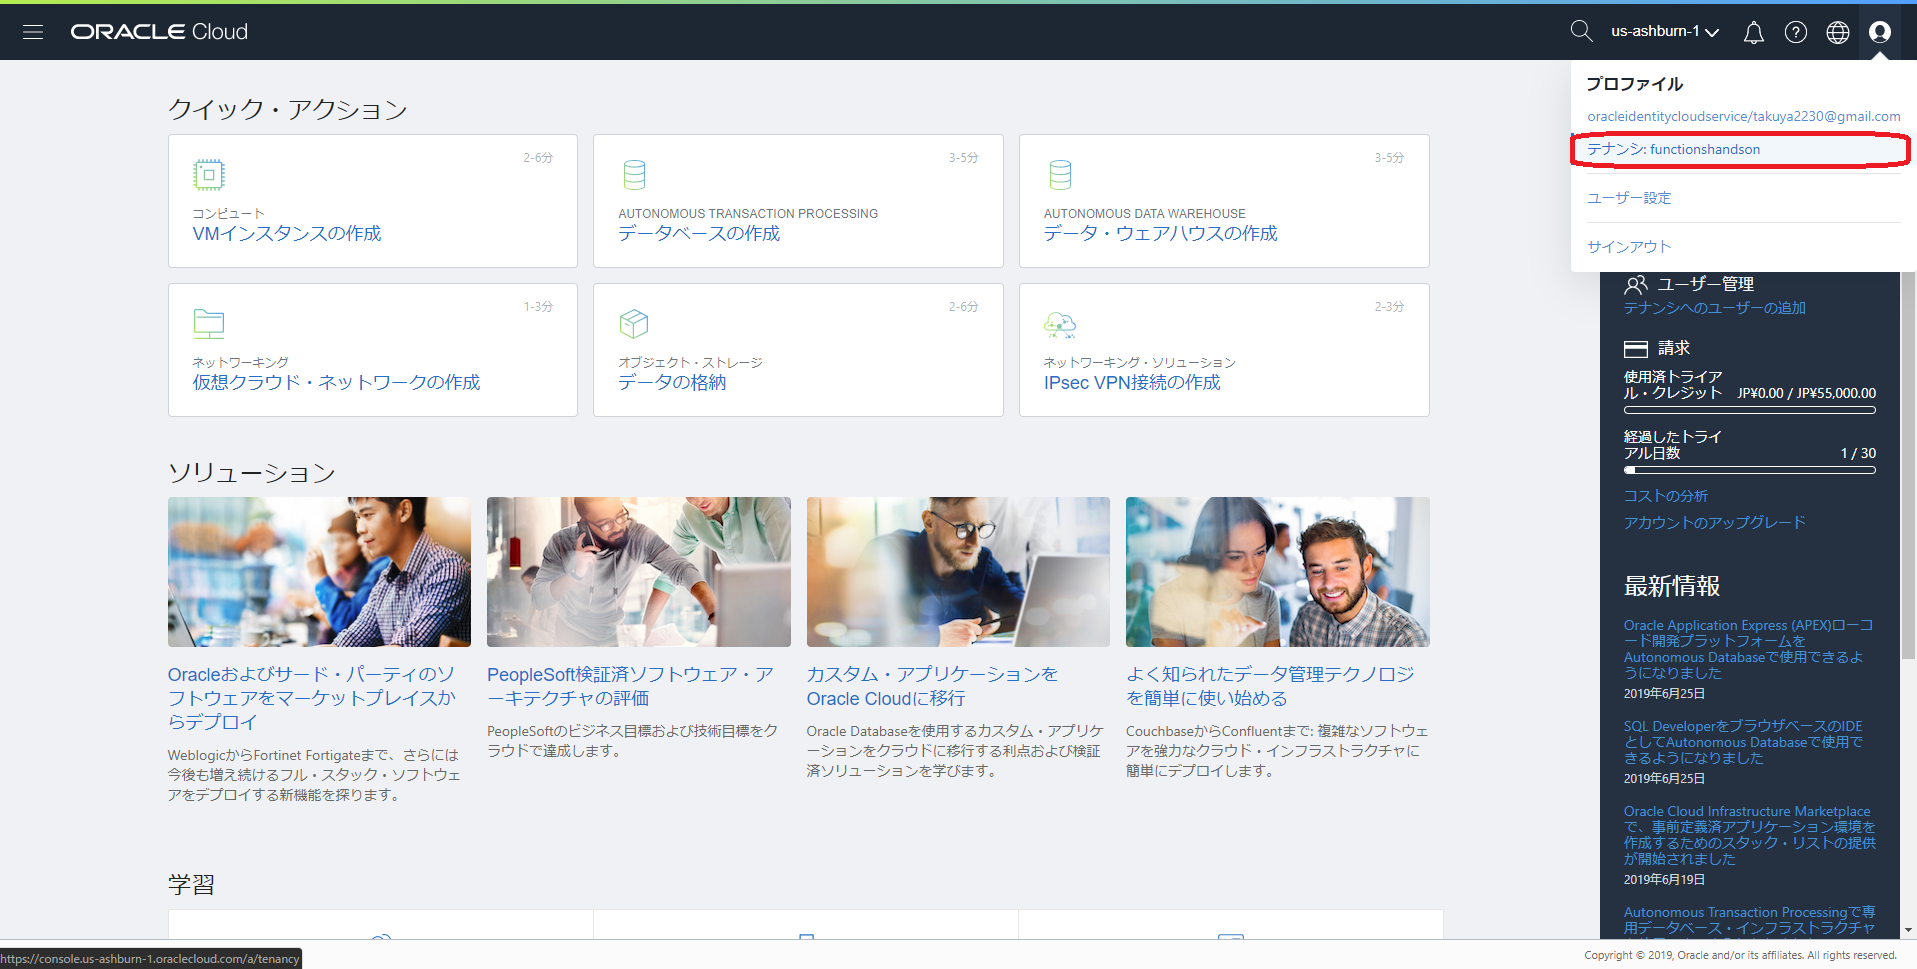 ORACLE Cloud
us-ashburn-1
プロファイル
oracleidentitycloudservice/takuya2230@gmail.com
テナンシ: functionshandson
ユーザー設定
サインアウト
クイック・アクション
2-6分
コンピュート
VMインスタンスの作成
3-5分
AUTONOMOUS TRANSACTION PROCESSING
データベースの作成
3-5分
AUTONOMOUS DATA WAREHOUSE
データ・ウェアハウスの作成
1-3分
ネットワーキング
仮想クラウド・ネットワークの作成
2-6分
オブジェクト・ストレージ
データの格納
2-3分
ネットワーキング・ソリューション
IPsec VPN接続の作成
ソリューション
Oracleおよびサード・パーティのソ
フトウェアをマーケットプレイスか
らデプロイ
WeblogicからFortinet Fortigateまで、さらには
今後も増え続けるフル・スタック・ソフトウェ
アをデプロイする新機能を探ります。
PeopleSoft検証済ソフトウェア・ア
ーキテクチャの評価
PeopleSoftのビジネス目標および技術目標をク
ラウドで達成します。
カスタム・アプリケーションを
Oracle Cloudに移行
Oracle Databaseを使用するカスタム・アプリケ
ーションをクラウドに移行する利点および検証
済ソリューションを学びます。
よく知られたデータ管理テクノロジ
を簡単に使い始める
CouchbaseからConfluentまで: 複雑なソフトウェ
アを強力なクラウド・インフラストラクチャに
簡単にデプロイします。
学習
ユーザー管理
テナンシへのユーザーの追加
請求
使用済トライア
ル・クレジット JP¥0.00 / JP¥55,000.00
経過したトライ
アル日数 1 / 30
コストの分析
アカウントのアップグレード
最新情報
Oracle Application Express (APEX)ローコ
ード開発プラットフォームを
Autonomous Databaseで使用できるよ
うになりました
2019年6月25日
SQL DeveloperをブラウザベースのIDE
としてAutonomous Databaseで使用で
きるようになりました
2019年6月25日
Oracle Cloud Infrastructure Marketplace
で、事前定義済アプリケーション環境を
作成するためのスタック・リストの提供
が開始されました
2019年6月19日
Autonomous Transaction Processingで専
用データベース・インフラストラクチャ
https://console.us-ashburn-1.oraclecloud.com/a/tenancy
Copyright © 2019, Oracle and/or its affiliates. All rights reserved.